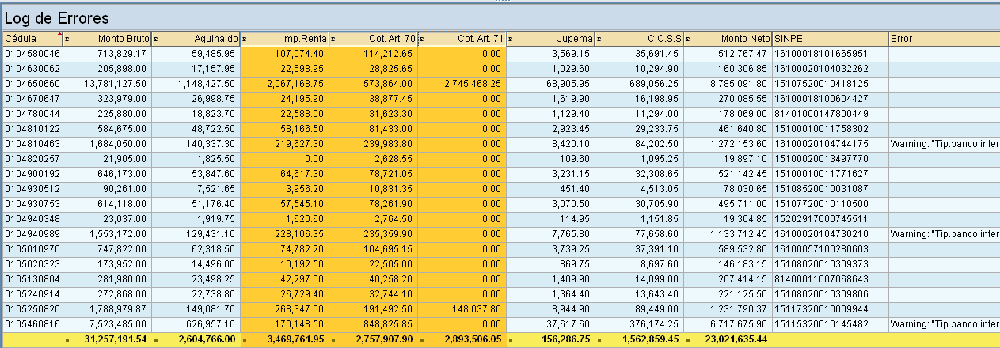 Log de Errores
Cédula Σ Monto Bruto Σ Aguinaldo Σ Imp.Renta Σ Cot. Art. 70 Σ Cot. Art. 71 Σ Jupema Σ C.C.S.S Σ Monto Neto SINPE Error
0104580046 713,829.17 59,485.95 107,074.40 114,212.65 0.00 3,569.15 35,691.45 512,767.47 16100018101665951
0104630062 205,898.00 17,157.95 22,598.95 28,825.65 0.00 1,029.60 10,294.90 160,306.85 16100020104032262
0104650660 13,781,127.50 1,148,427.50 2,067,168.75 573,864.00 2,745,468.25 68,905.95 689,056.25 8,785,091.80 15107520010418125
0104670647 323,979.00 26,998.75 24,195.90 38,877.45 0.00 1,619.90 16,198.95 270,085.55 16100018100604427
0104780044 225,880.00 18,823.70 22,588.00 31,623.30 0.00 1,129.40 11,294.00 178,069.00 81401000147800449
0104810122 584,675.00 48,722.50 58,166.50 81,433.00 0.00 2,923.45 29,233.75 461,640.80 15100010011758302
0104810463 1,684,050.00 140,337.30 219,627.30 239,983.80 0.00 8,420.10 84,202.50 1,272,153.60 16100020104744175 Warning: "Tip.banco.inter
0104820257 21,905.00 1,825.50 0.00 2,628.55 0.00 109.60 1,095.25 19,897.10 15100020013497770
0104900192 646,173.00 53,847.60 64,617.30 78,721.05 0.00 3,231.15 32,308.65 521,142.45 15100010011771627
0104930512 90,261.00 7,521.65 3,956.20 10,831.35 0.00 451.40 4,513.05 78,030.65 15108520010031087
0104930753 614,118.00 51,176.40 57,545.10 78,261.90 0.00 3,070.50 30,705.90 495,711.00 15107720010110500
0104940348 23,037.00 1,919.75 1,620.60 2,764.50 0.00 114.95 1,151.85 19,304.85 15202917000745511
0104940989 1,553,172.00 129,431.10 228,106.35 235,359.90 0.00 7,765.80 77,658.60 1,133,712.45 16100020104730210 Warning: "Tip.banco.inter
0105010970 747,822.00 62,318.50 74,782.20 104,695.15 0.00 3,739.25 37,391.10 589,532.80 16100057100280603
0105020323 173,952.00 14,496.00 10,192.50 22,505.00 0.00 869.75 8,697.60 146,183.15 15108020010309373
0105130804 281,980.00 23,498.25 42,297.00 40,258.20 0.00 1,409.90 14,099.00 207,414.15 81400011007068643
0105240914 272,868.00 22,738.80 26,729.40 32,744.10 0.00 1,364.40 13,643.40 221,125.50 15108020010309806
0105250820 1,788,979.87 149,081.70 268,347.00 191,492.50 148,037.80 8,944.90 89,449.00 1,231,790.37 15117320010009944
0105460816 7,523,485.00 626,957.10 170,148.50 848,825.85 0.00 37,617.60 376,174.25 6,717,675.90 15115320010145482 Warning: "Tip.banco.inter
31,257,191.54 2,604,766.00 3,469,761.95 2,757,907.90 2,893,506.05 156,286.75 1,562,859.45 23,021,635.44